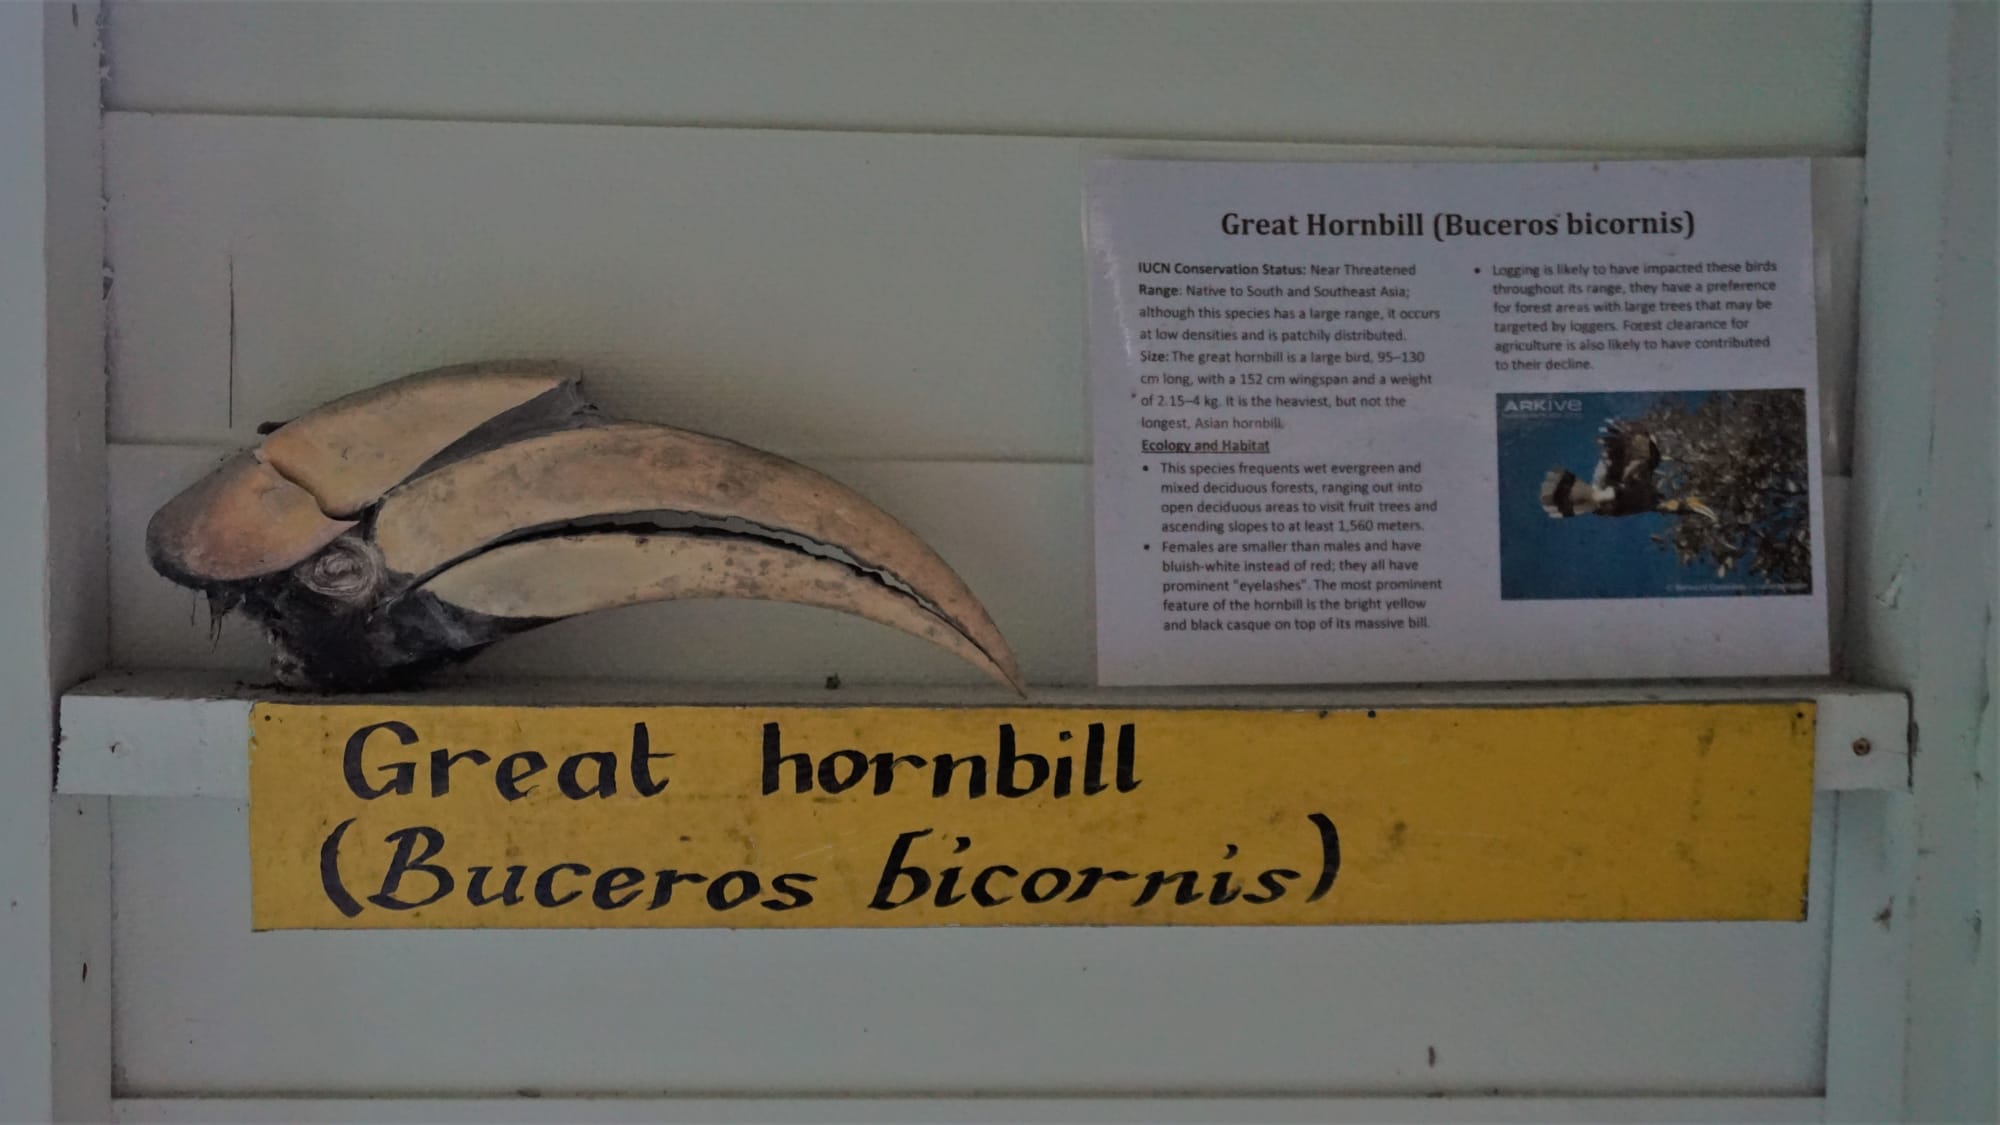 Great Hornbill (Buceros bicornis)
IUCN Conservation Status: Near Threatened
Range: Native to South and Southeast Asia;
although this species has a large range, it occurs
at low densities and is patchily distributed.
Size: The great hornbill is a large bird, 95–130
cm long, with a 152 cm wingspan and a weight
of 2.15–4 kg. It is the heaviest, but not the
longest, Asian hornbill.
Ecology and Habitat
• This species frequents wet evergreen and
mixed deciduous forests, ranging out into
open deciduous areas to visit fruit trees and
ascending slopes to at least 1,560 meters.
• Females are smaller than males and have
bluish-white instead of red; they all have
prominent "eyelashes". The most prominent
feature of the hornbill is the bright yellow
and black casque on top of its massive bill.
• Logging is likely to have impacted these birds
throughout its range, they have a preference
for forest areas with large trees that may be
targeted by loggers. Forest clearance for
agriculture is also likely to have contributed
to their decline.
ARKive
Great hornbill
(Buceros bicornis)